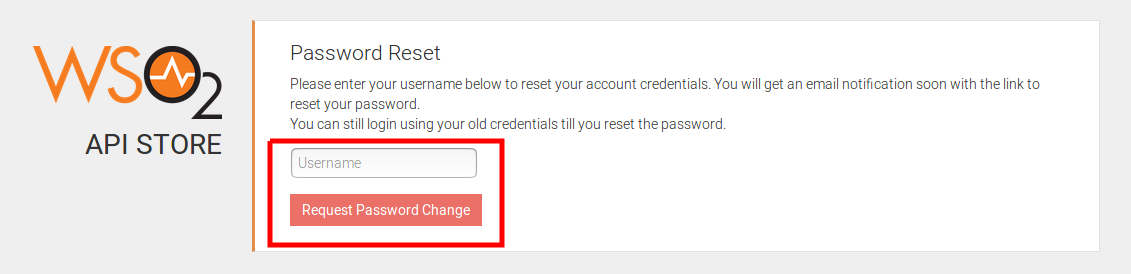 WSO2
API STORE
Password Reset
Please enter your username below to reset your account credentials. You will get an email notification soon with the link to
reset your password.
You can still login using your old credentials till you reset the password.
Username
Request Password Change